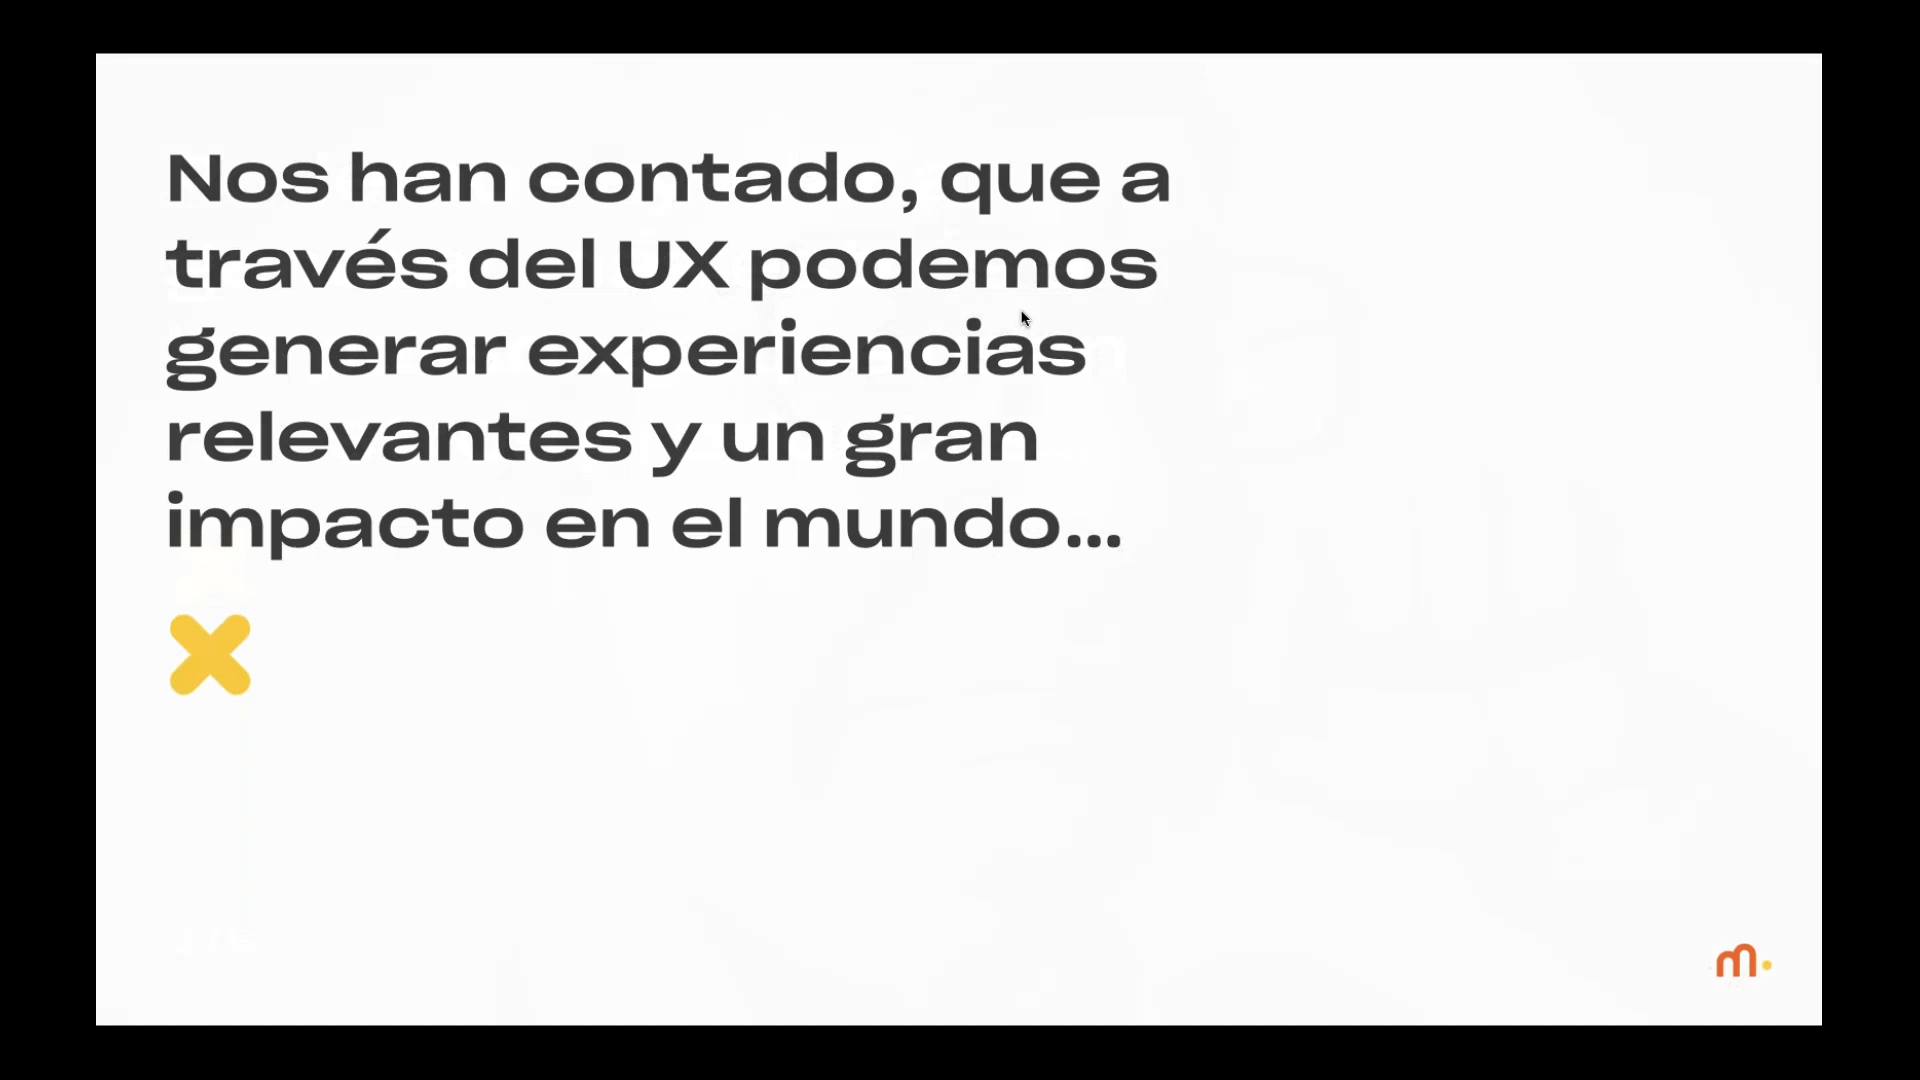 Nos han contado, que a
través del UX podemos
generar experiencias
relevantes y un gran
impacto en el mundo...
m.